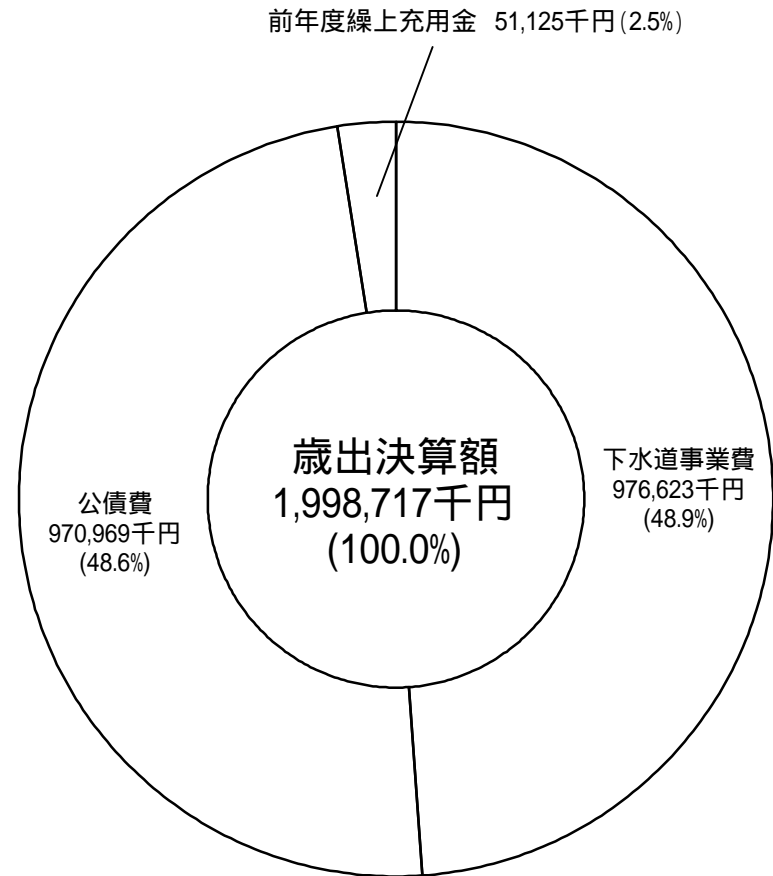 前年度繰上充用金 51,125千円(2.5%)
歳出決算額
1,998,717千円
(100.0%)
下水道事業費
976,623千円
(48.9%)
公債費
970,969千円
(48.6%)